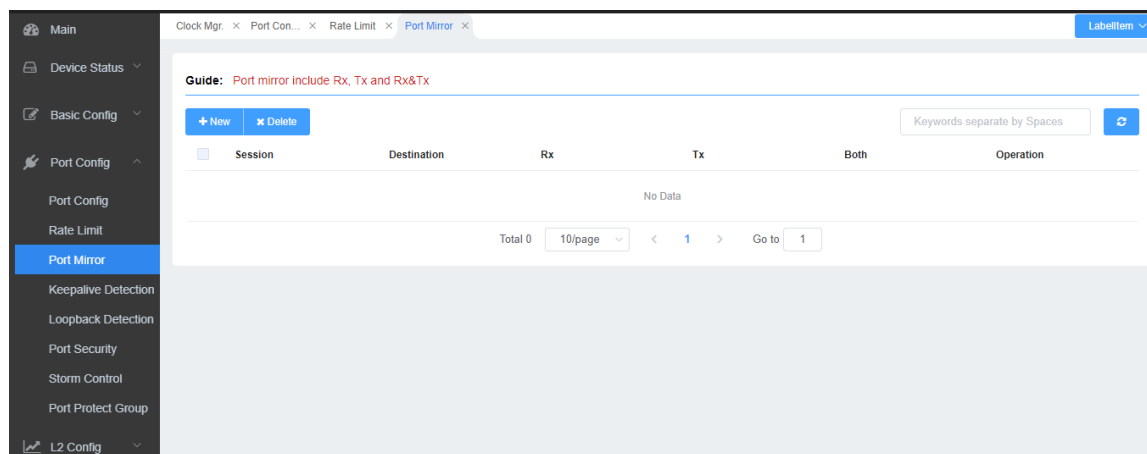 Main
Clock Mgr. × Port Con... × Rate Limit × Port Mirror ×
LabelItem
Device Status
Guide: Port mirror include Rx, Tx and Rx&Tx
Basic Config
+ New × Delete
Keywords separate by Spaces
Port Config
Session Destination Rx Tx Both Operation
No Data
Port Config
Rate Limit
Total 0 10/page < 1 > Go to 1
Port Mirror
Keepalive Detection
Loopback Detection
Port Security
Storm Control
Port Protect Group
L2 Config